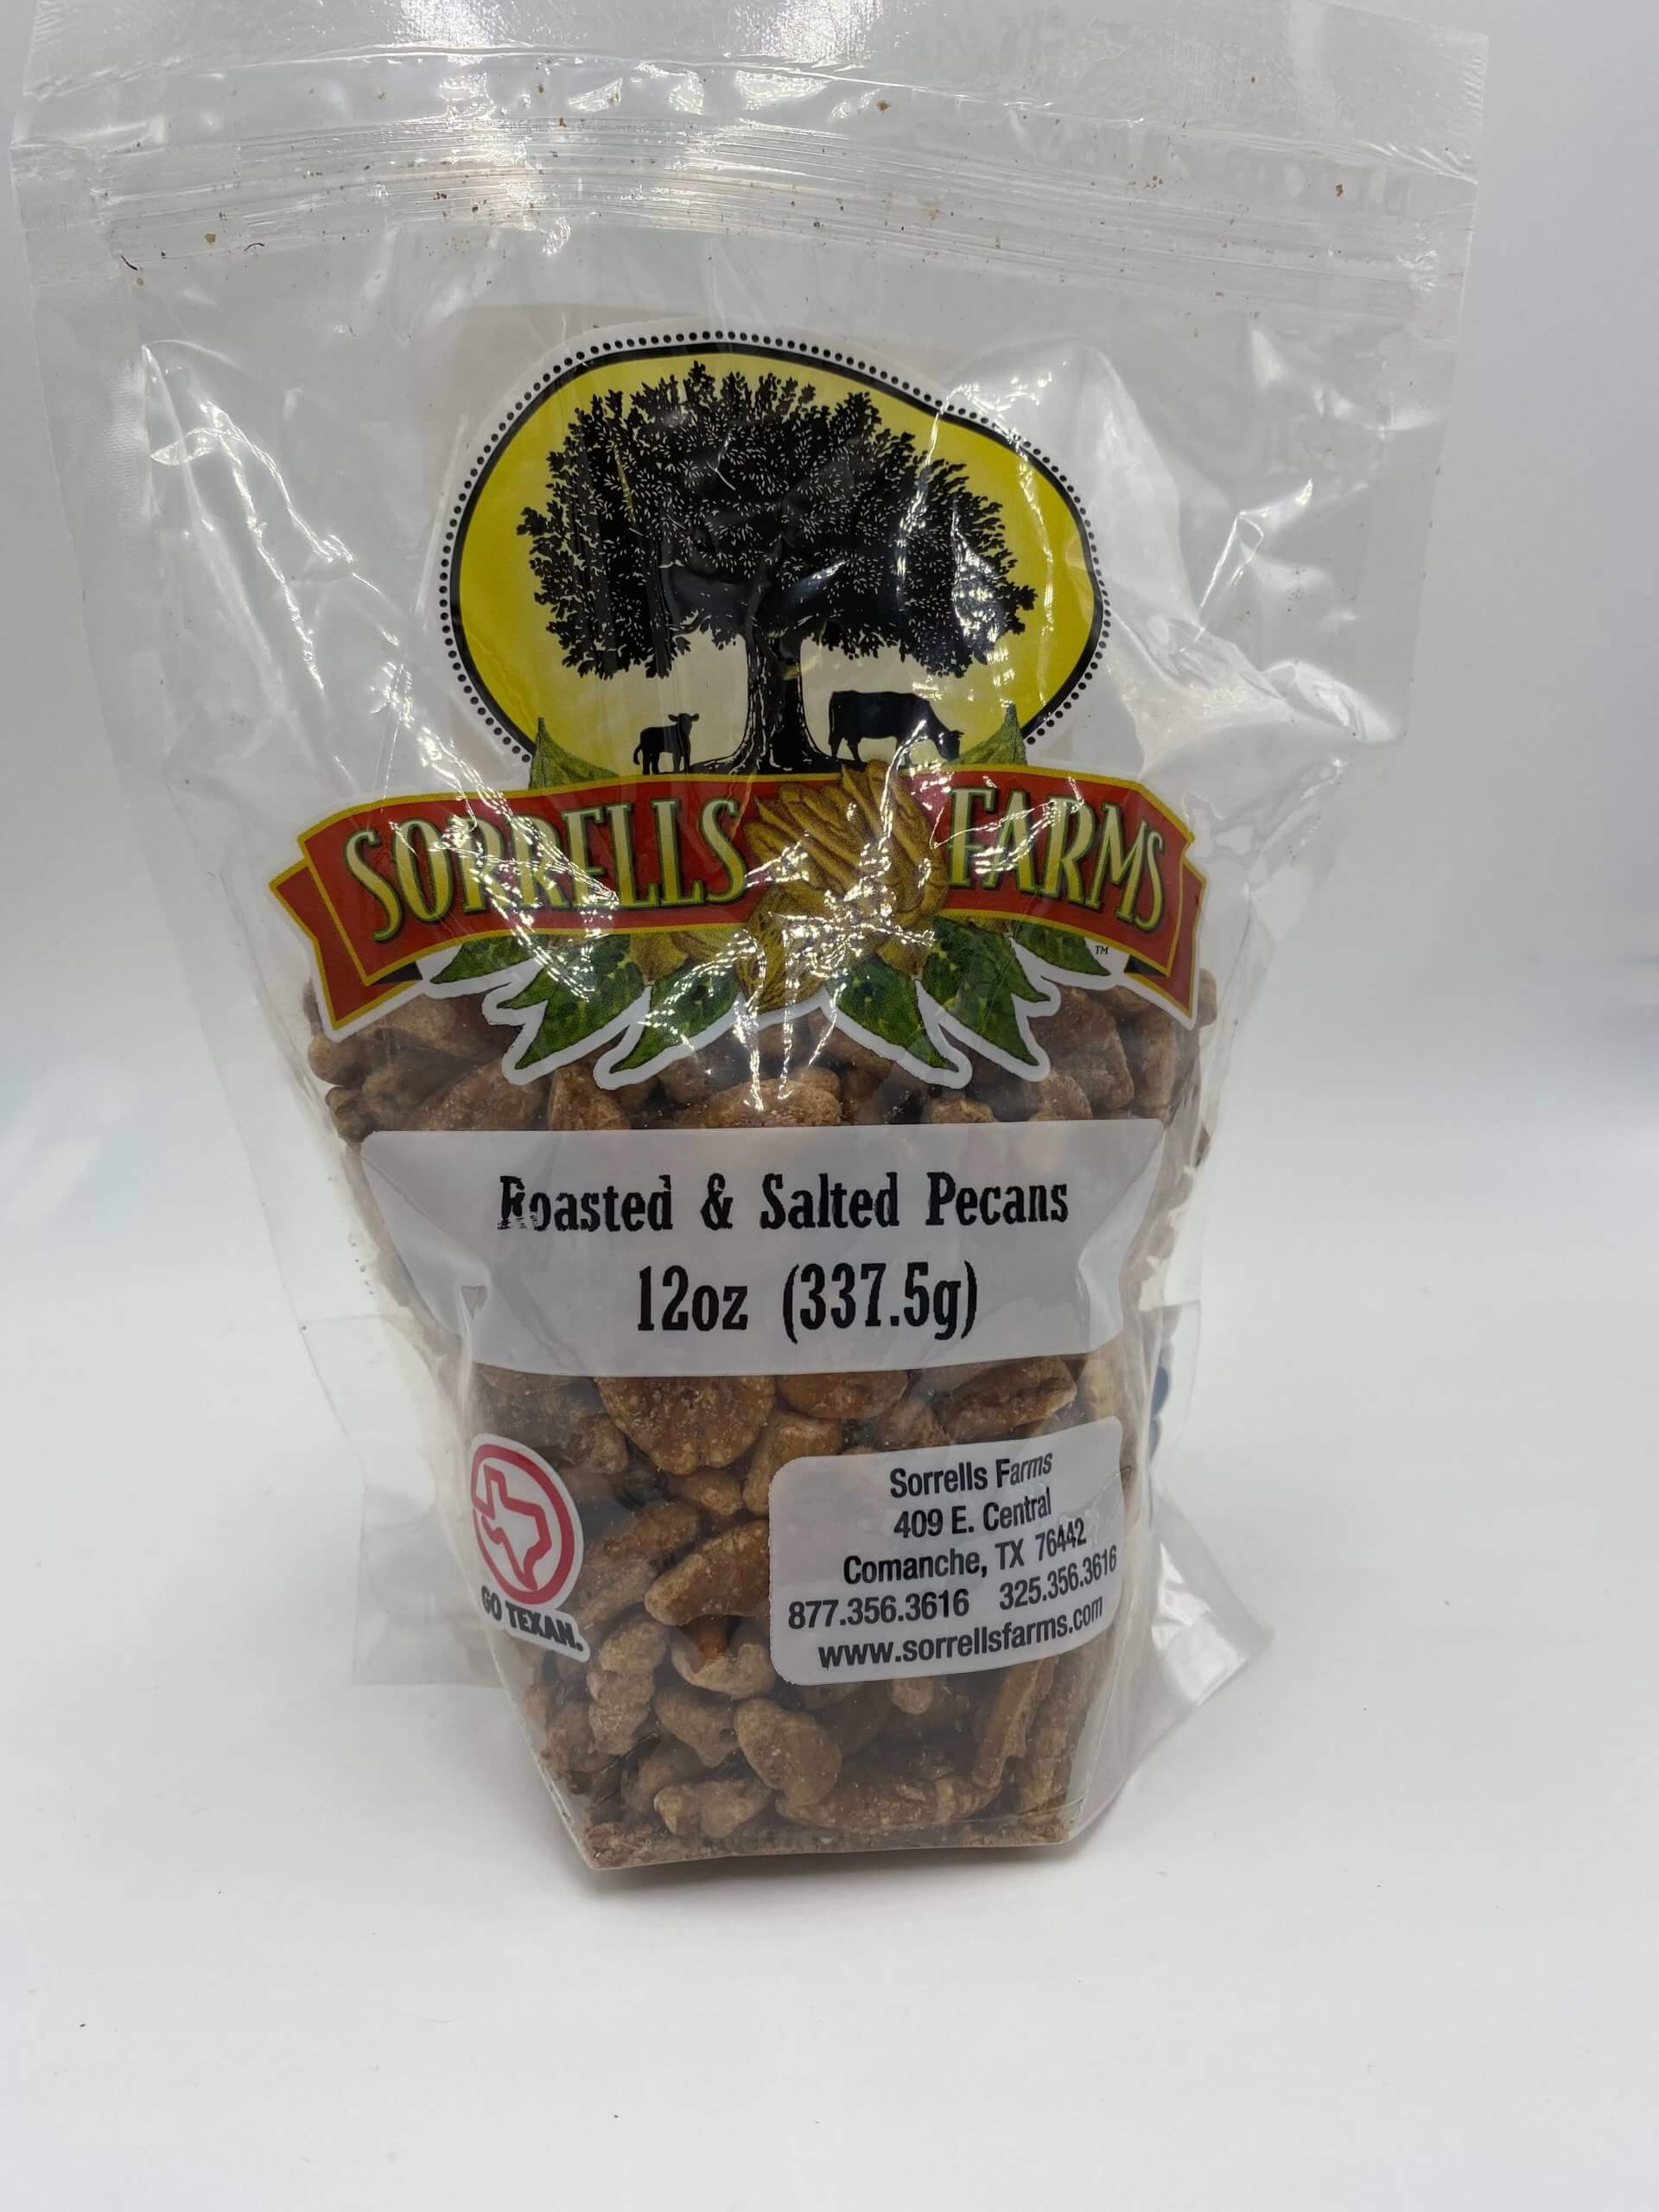 SORRELLS FARMS
TM
Roasted & Salted Pecans
12oz (337.5g)
GO TEXAN.
Sorrells Farms
409 E. Central
Comanche, TX 76442
877.356.3616 325.356.3616
www.sorrellsfarms.com